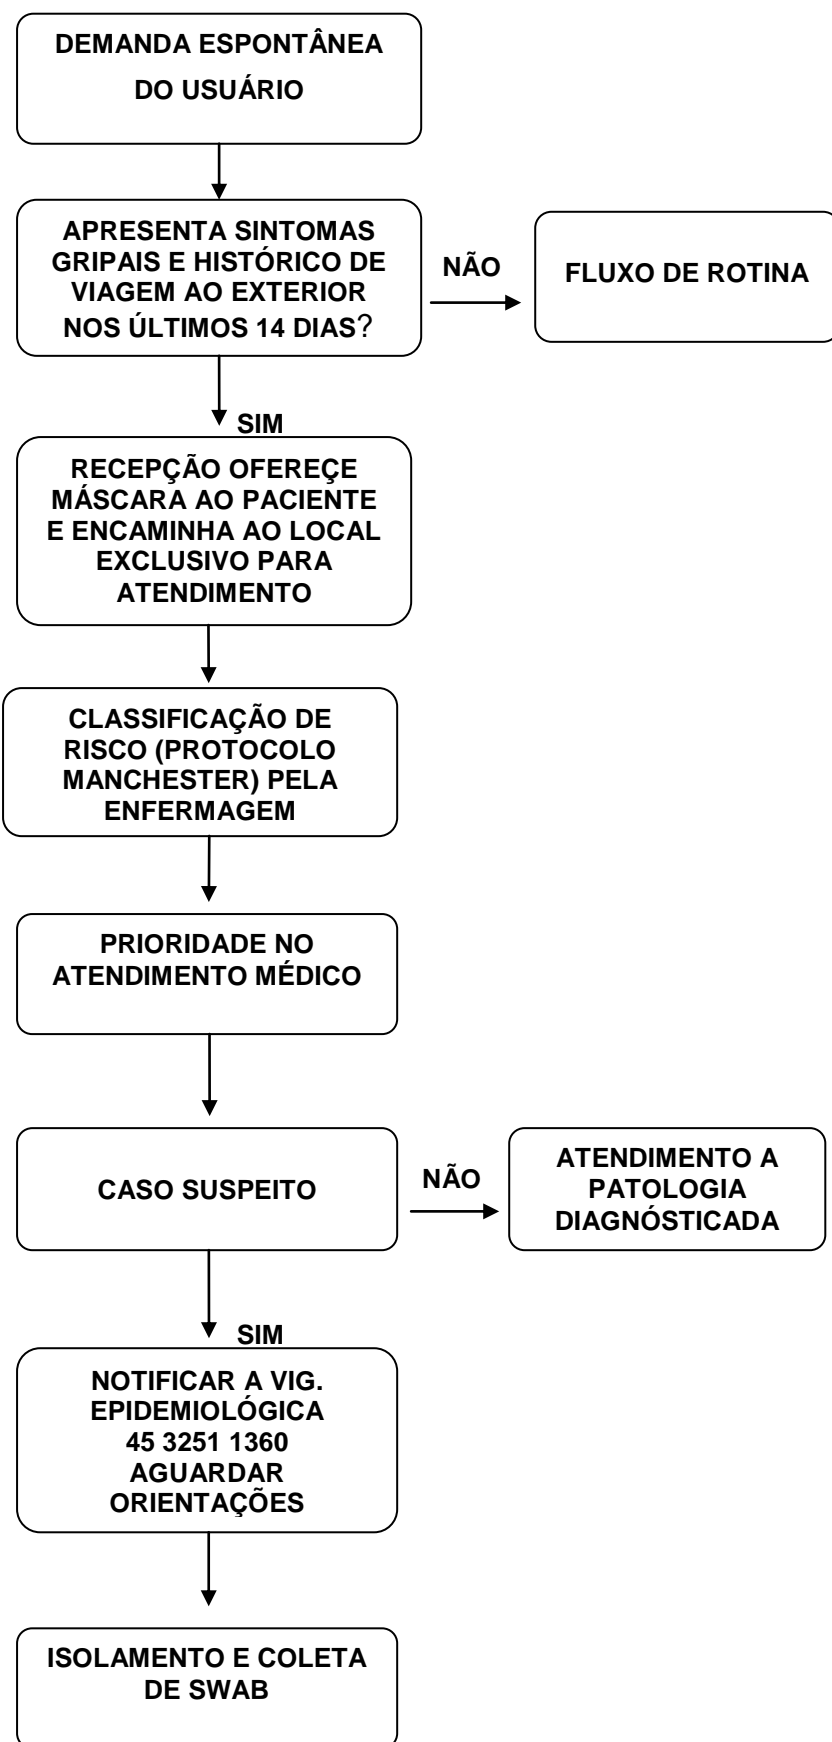 DEMANDA ESPONTÂNEA
DO USUÁRIO
APRESENTA SINTOMAS
GRIPAIS E HISTÓRICO DE
VIAGEM AO EXTERIOR
NOS ÚLTIMOS 14 DIAS?
NÃO
FLUXO DE ROTINA
SIM
RECEPÇÃO OFEREÇE
MÁSCARA AO PACIENTE
E ENCAMINHA AO LOCAL
EXCLUSIVO PARA
ATENDIMENTO
CLASSIFICAÇÃO DE
RISCO (PROTOCOLO
MANCHESTER) PELA
ENFERMAGEM
PRIORIDADE NO
ATENDIMENTO MÉDICO
CASO SUSPEITO
NÃO
ATENDIMENTO A
PATOLOGIA
DIAGNÓSTICADA
SIM
NOTIFICAR A VIG.
EPIDEMIOLÓGICA
45 3251 1360
AGUARDAR
ORIENTAÇÕES
ISOLAMENTO E COLETA
DE SWAB